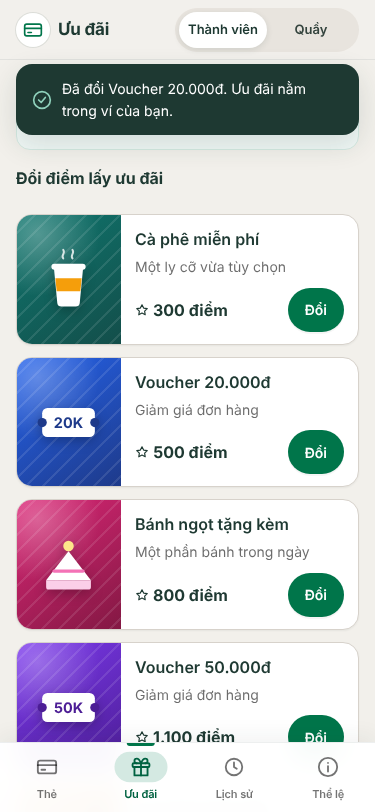 Ưu đãi
Thành viên
Quầy
Đã đổi Voucher 20.000đ. Ưu đãi nằm
trong ví của bạn.
Đổi điểm lấy ưu đãi
Cà phê miễn phí
Một ly cỡ vừa tùy chọn
300 điểm
Đổi
20K
Voucher 20.000đ
Giảm giá đơn hàng
500 điểm
Đổi
Bánh ngọt tặng kèm
Một phần bánh trong ngày
800 điểm
Đổi
50K
Voucher 50.000đ
Giảm giá đơn hàng
1.100 điểm
Đổi
Thẻ
Ưu đãi
Lịch sử
Thể lệ